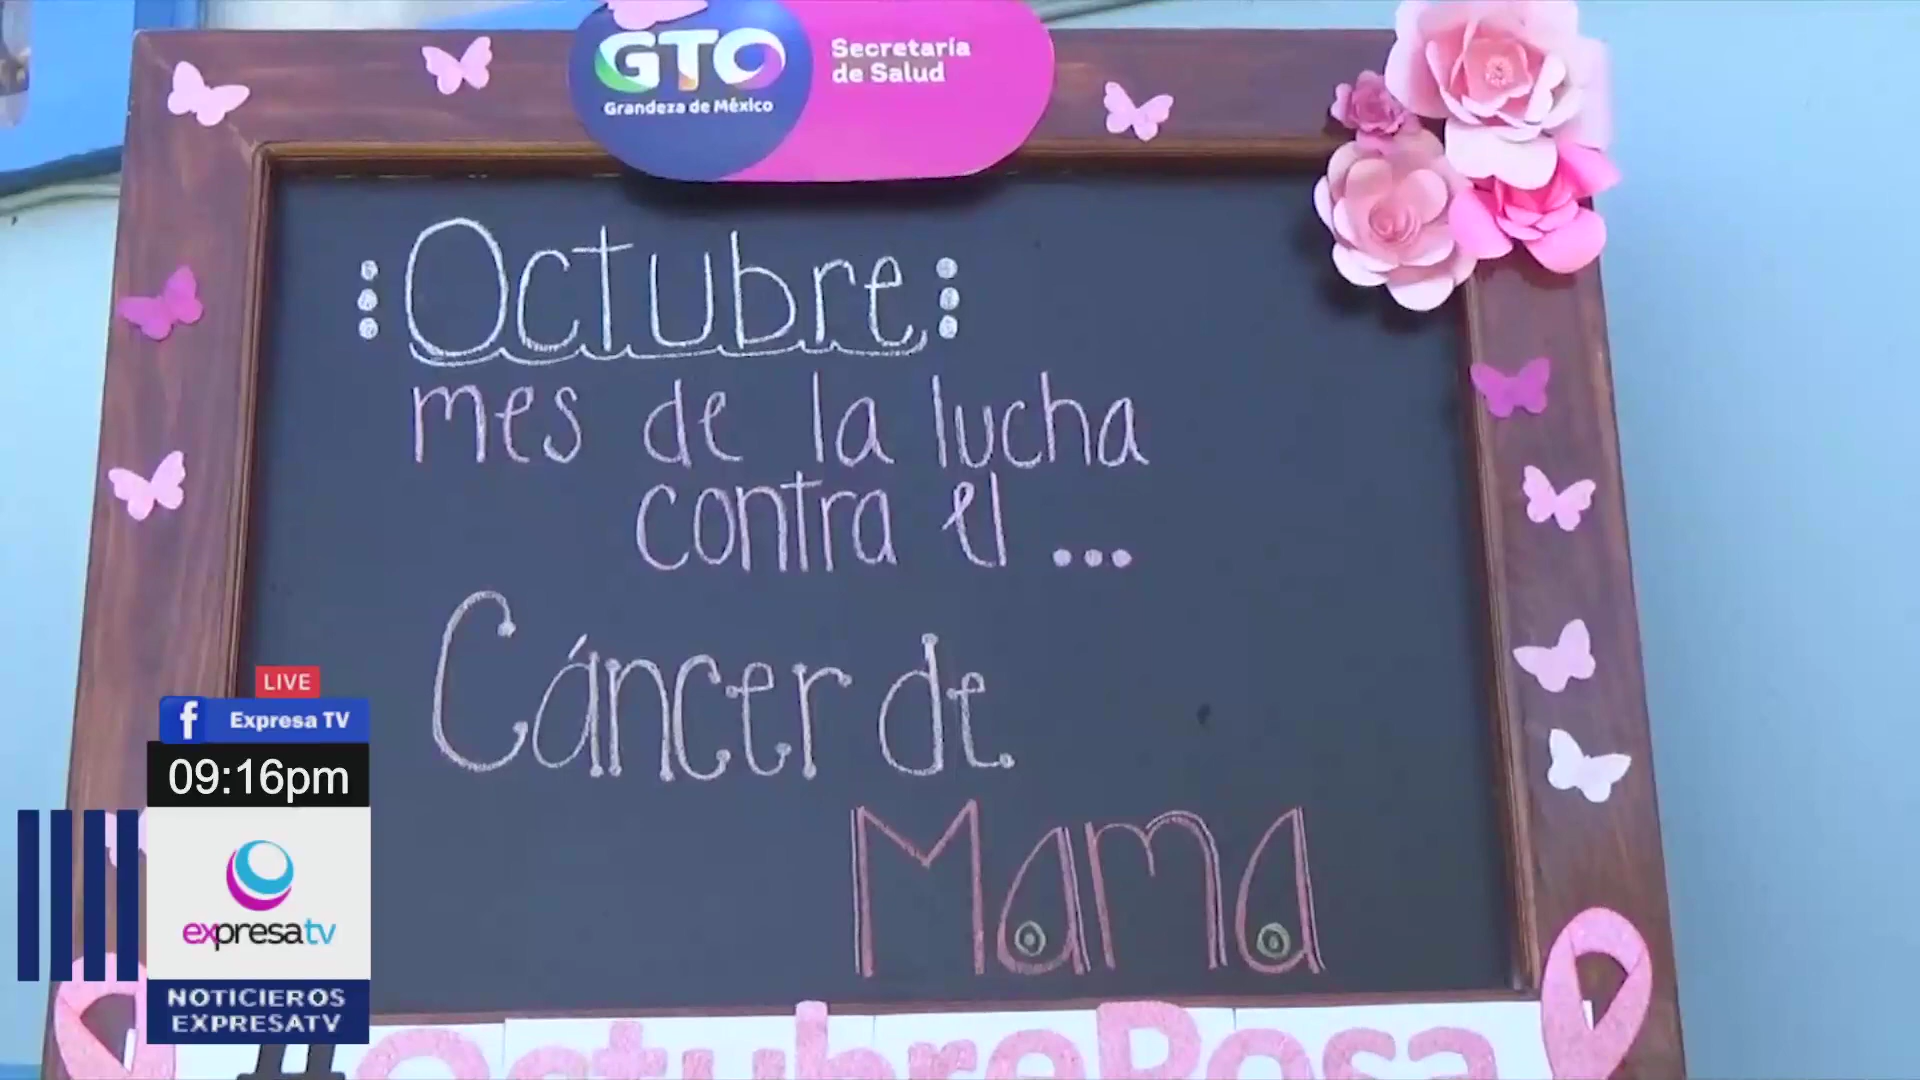 GTO
Grandeza de México
Secretaría
de Salud
Octubre
mes de la lucha
contra el ...
Cáncer de
Mama
#OctubreRosa
LIVE
f Expresa TV
09:16pm
expresatv
NOTICIEROS
EXPRESATV